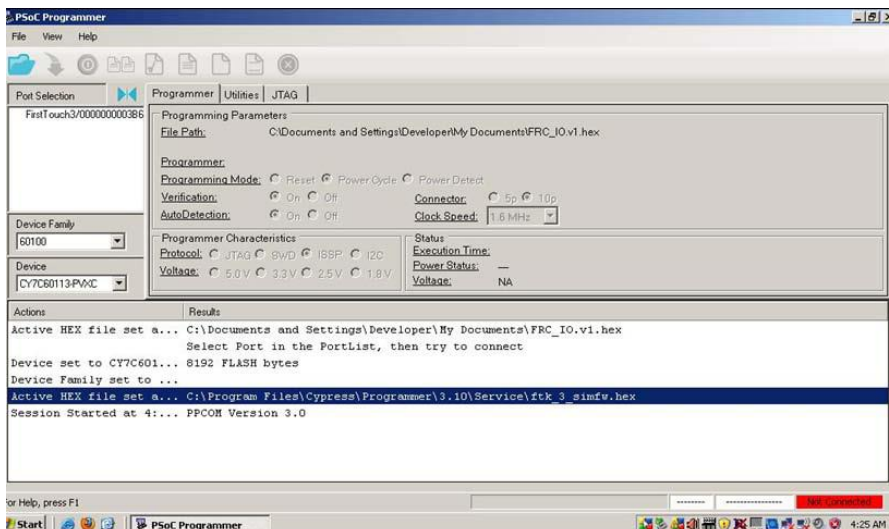 PSoC Programmer
File View Help
Port Selection
Programmer Utilities JTAG
FirstTouch3/0000000003B6
Programming Parameters
File Path: C:\Documents and Settings\Developer\My Documents\FRC_IO.v1.hex
Programmer:
Programming Mode: Reset Power Cycle Power Detect
Verification: On Off Connector: 5p 10p
AutoDetection: On Off Clock Speed: 1.6 MHz
Device Family
60100
Device
CY7C60113-PVXC
Programmer Characteristics
Protocol: JTAG SWD ISSP I2C
Voltage: 5.0 V 3.3 V 2.5 V 1.8 V
Status
Execution Time:
Power Status: ---
Voltage: NA
Actions Results
Active HEX file set a... C:\Documents and Settings\Developer\My Documents\FRC_IO.v1.hex
Select Port in the PortList, then try to connect
Device set to CY7C601... 8192 FLASH bytes
Device Family set to ...
Active HEX file set a... C:\Program Files\Cypress\Programmer\3.10\Service\ftk_3_simfw.hex
Session Started at 4:... PPCOM Version 3.0
or Help, press F1
Not Connected
Start PSoC Programmer 4:25 AM